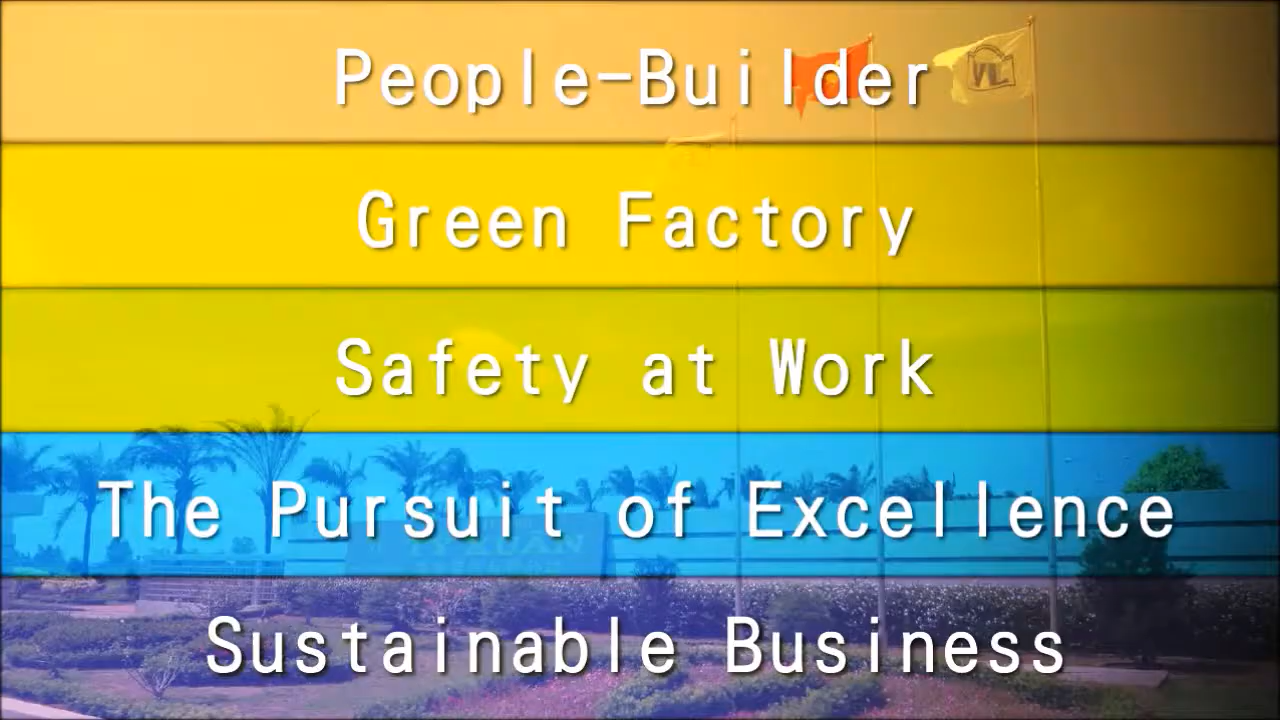 People-Builder
Green Factory
Safety at Work
The Pursuit of Excellence
Sustainable Business